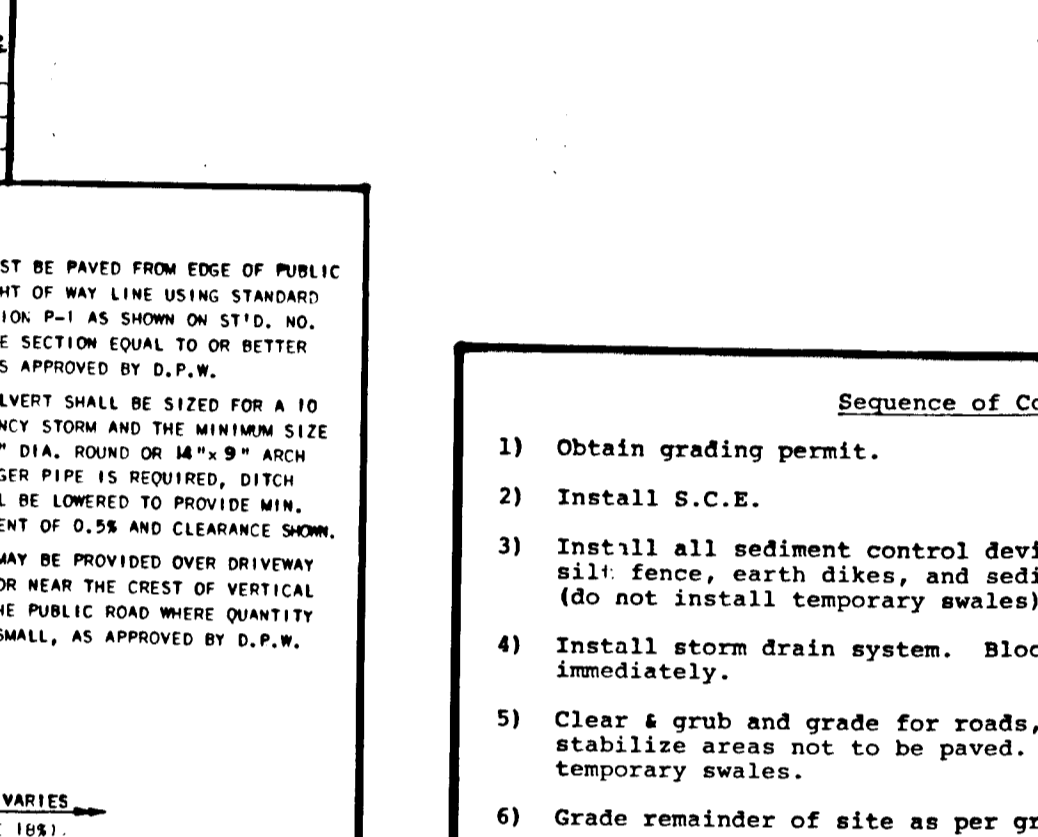 ST BE PAVED FROM EDGE OF PUBLIC
HT OF WAY LINE USING STANDARD
ION P-1 AS SHOWN ON ST'D. NO.
E SECTION EQUAL TO OR BETTER
S APPROVED BY D.P.W.
LVERT SHALL BE SIZED FOR A 10
NCY STORM AND THE MINIMUM SIZE
" DIA. ROUND OR 14"x 9" ARCH
GER PIPE IS REQUIRED, DITCH
L BE LOWERED TO PROVIDE MIN.
ENT OF 0.5% AND CLEARANCE SHOWN.
MAY BE PROVIDED OVER DRIVEWAY
OR NEAR THE CREST OF VERTICAL
HE PUBLIC ROAD WHERE QUANTITY
SMALL, AS APPROVED BY D.P.W.
VARIES
18%).
Sequence of Co
1) Obtain grading permit.
2) Install S.C.E.
3) Install all sediment control devi
silt fence, earth dikes, and sedi
(do not install temporary swales)
4) Install storm drain system. Bloc
immediately.
5) Clear & grub and grade for roads,
stabilize areas not to be paved.
temporary swales.
6) Grade remainder of site as per gr